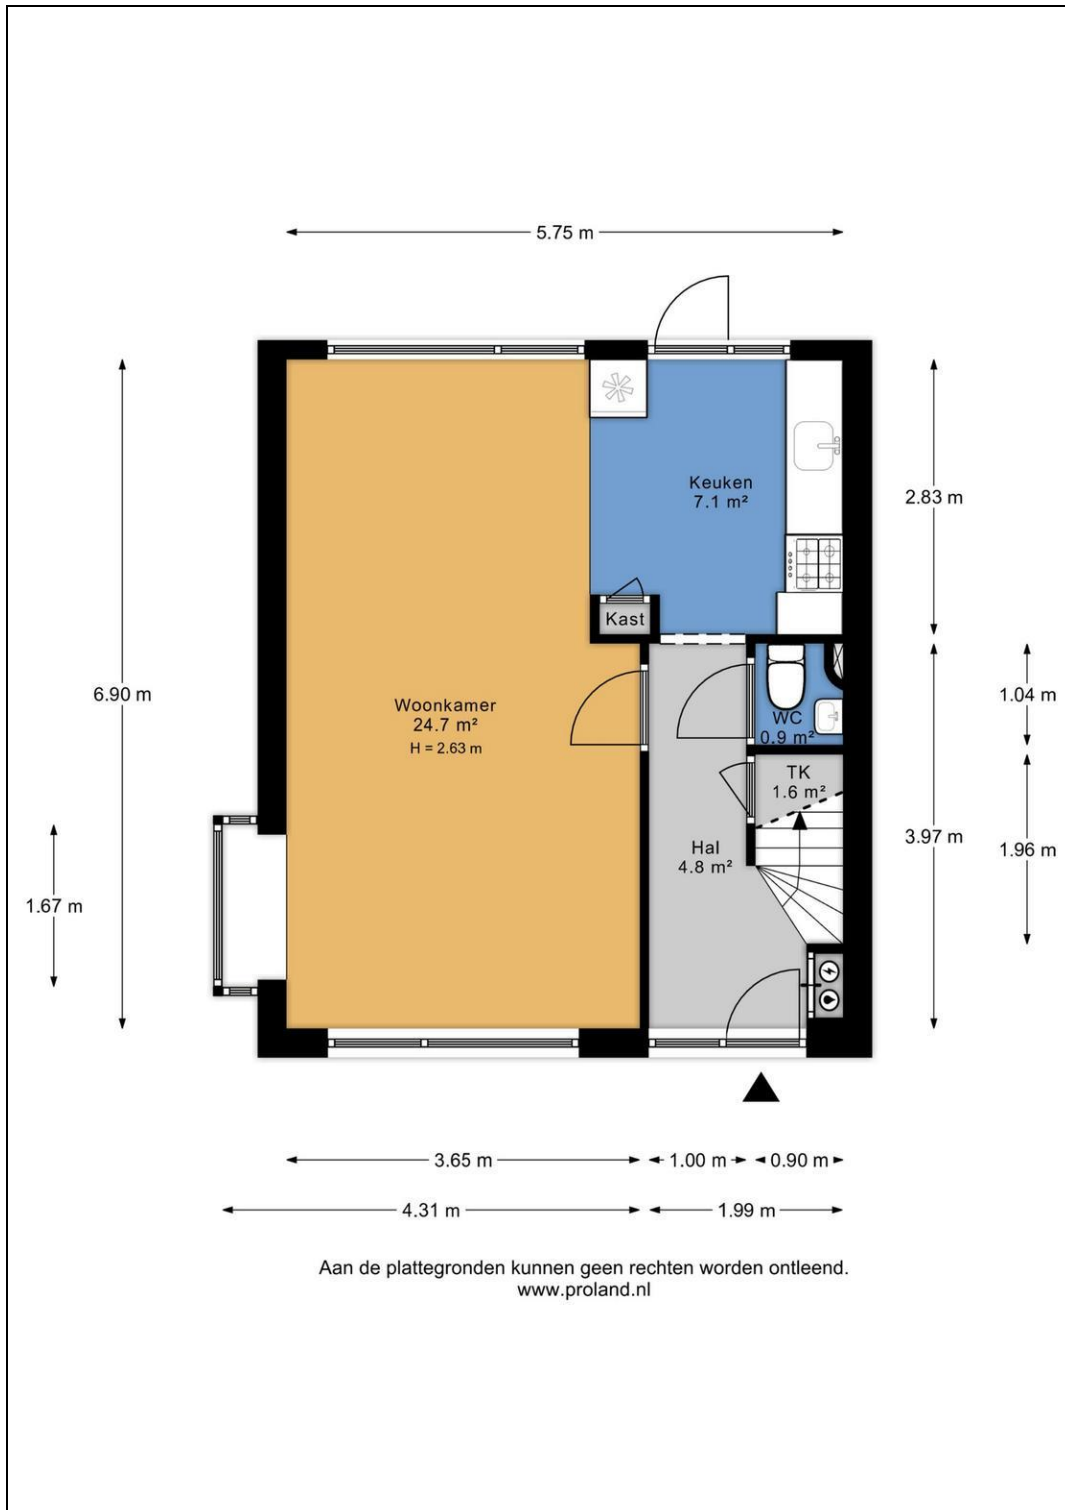 5.75 m
Keuken
7.1 m²
2.83 m
Kast
6.90 m
Woonkamer
24.7 m²
H = 2.63 m
WC
0.9 m²
1.04 m
TK
1.6 m²
Hal
4.8 m²
3.97 m
1.96 m
1.67 m
3.65 m
1.00 m
0.90 m
4.31 m
1.99 m
Aan de plattegronden kunnen geen rechten worden ontleend.
www.proland.nl